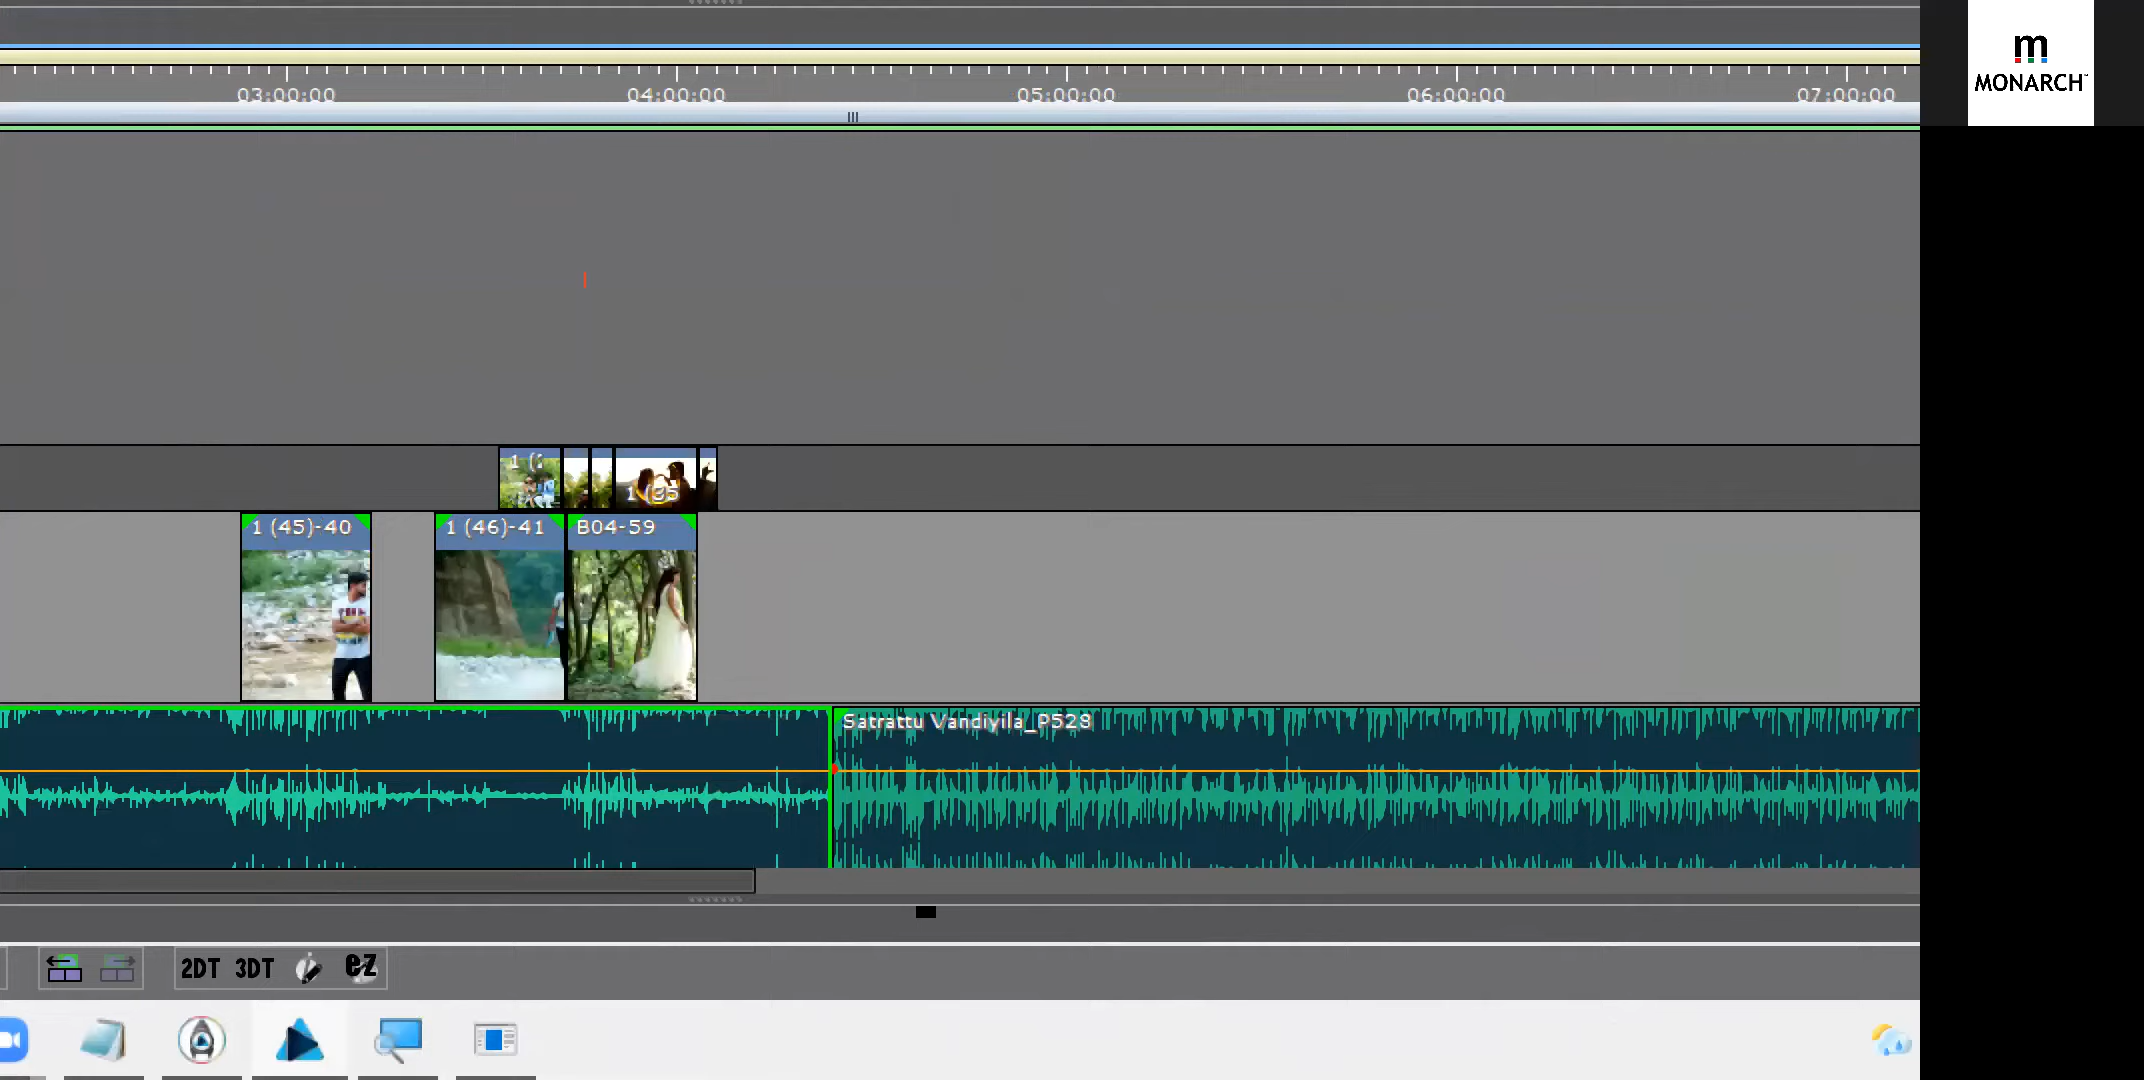 m
MONARCH
03:00:00 04:00:00 05:00:00 06:00:00 07:00:00
1 (45)-40 1 (46)-41 B04-59
Satrattu Vandiyila_P528
2DT 3DT eZ